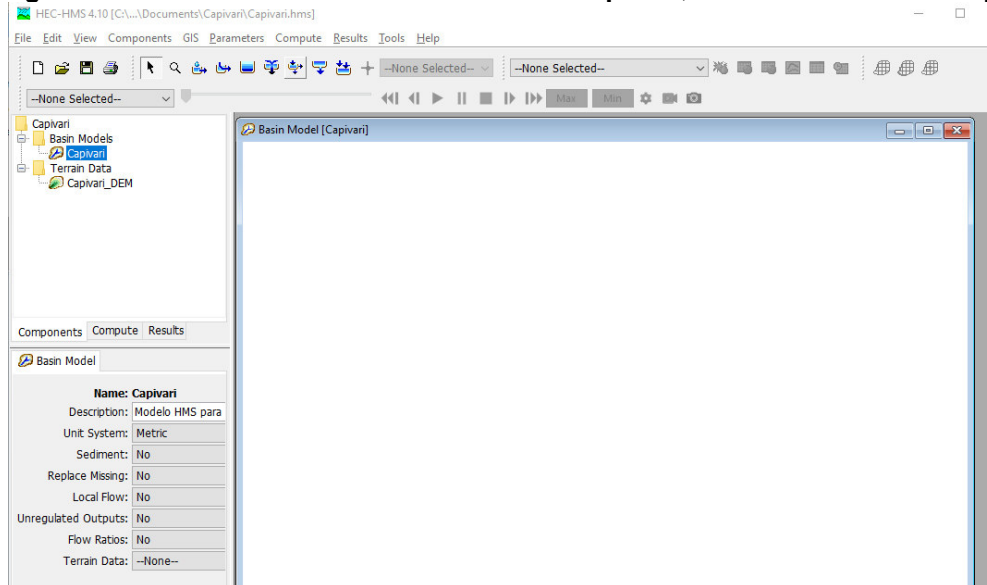 HEC-HMS 4.10 [C:\...\Documents\Capivari\Capivari.hms]
File Edit View Components GIS Parameters Compute Results Tools Help
--None Selected-- --None Selected--
--None Selected-- Max Min
Capivari
Basin Models
Capivari
Terrain Data
Capivari_DEM
Components Compute Results
Basin Model
Name: Capivari
Description: Modelo HMS para
Unit System: Metric
Sediment: No
Replace Missing: No
Local Flow: No
Unregulated Outputs: No
Flow Ratios: No
Terrain Data: --None--
Basin Model [Capivari]